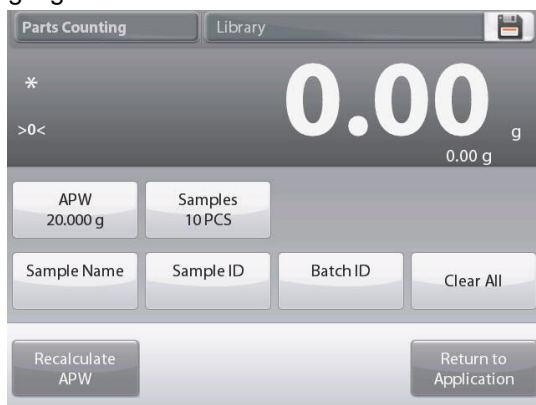 Parts Counting
Library
*
0.00 g
>0<
0.00 g
APW
20.000 g
Samples
10 PCS
Sample Name
Sample ID
Batch ID
Clear All
Recalculate
APW
Return to
Application